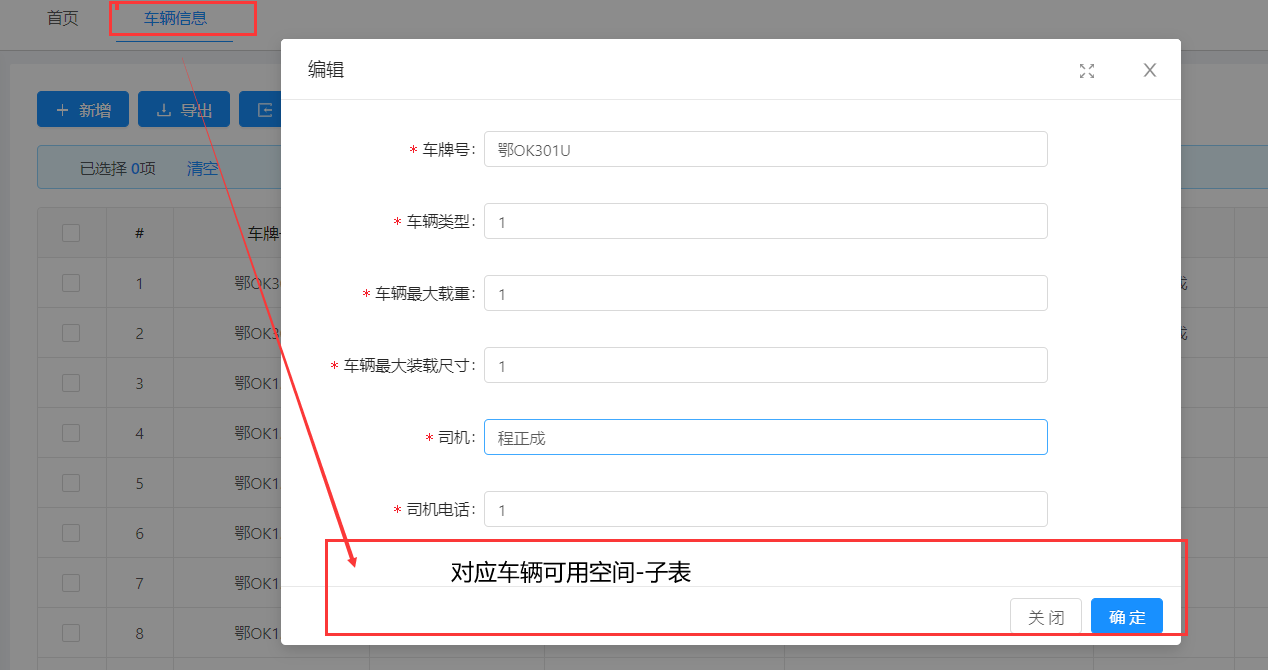 首页
车辆信息
编辑
X
+ 新增
导出
已选择 0项 清空
* 车牌号: 鄂OK301U
* 车辆类型: 1
* 车辆最大载重: 1
* 车辆最大装载尺寸: 1
* 司机: 程正成
* 司机电话: 1
# 车牌
1 鄂OK3
2 鄂OK3
3 鄂OK1
4 鄂OK1
5 鄂OK1
6 鄂OK1
7 鄂OK1
8 鄂OK1
对应车辆可用空间-子表
关 闭
确 定